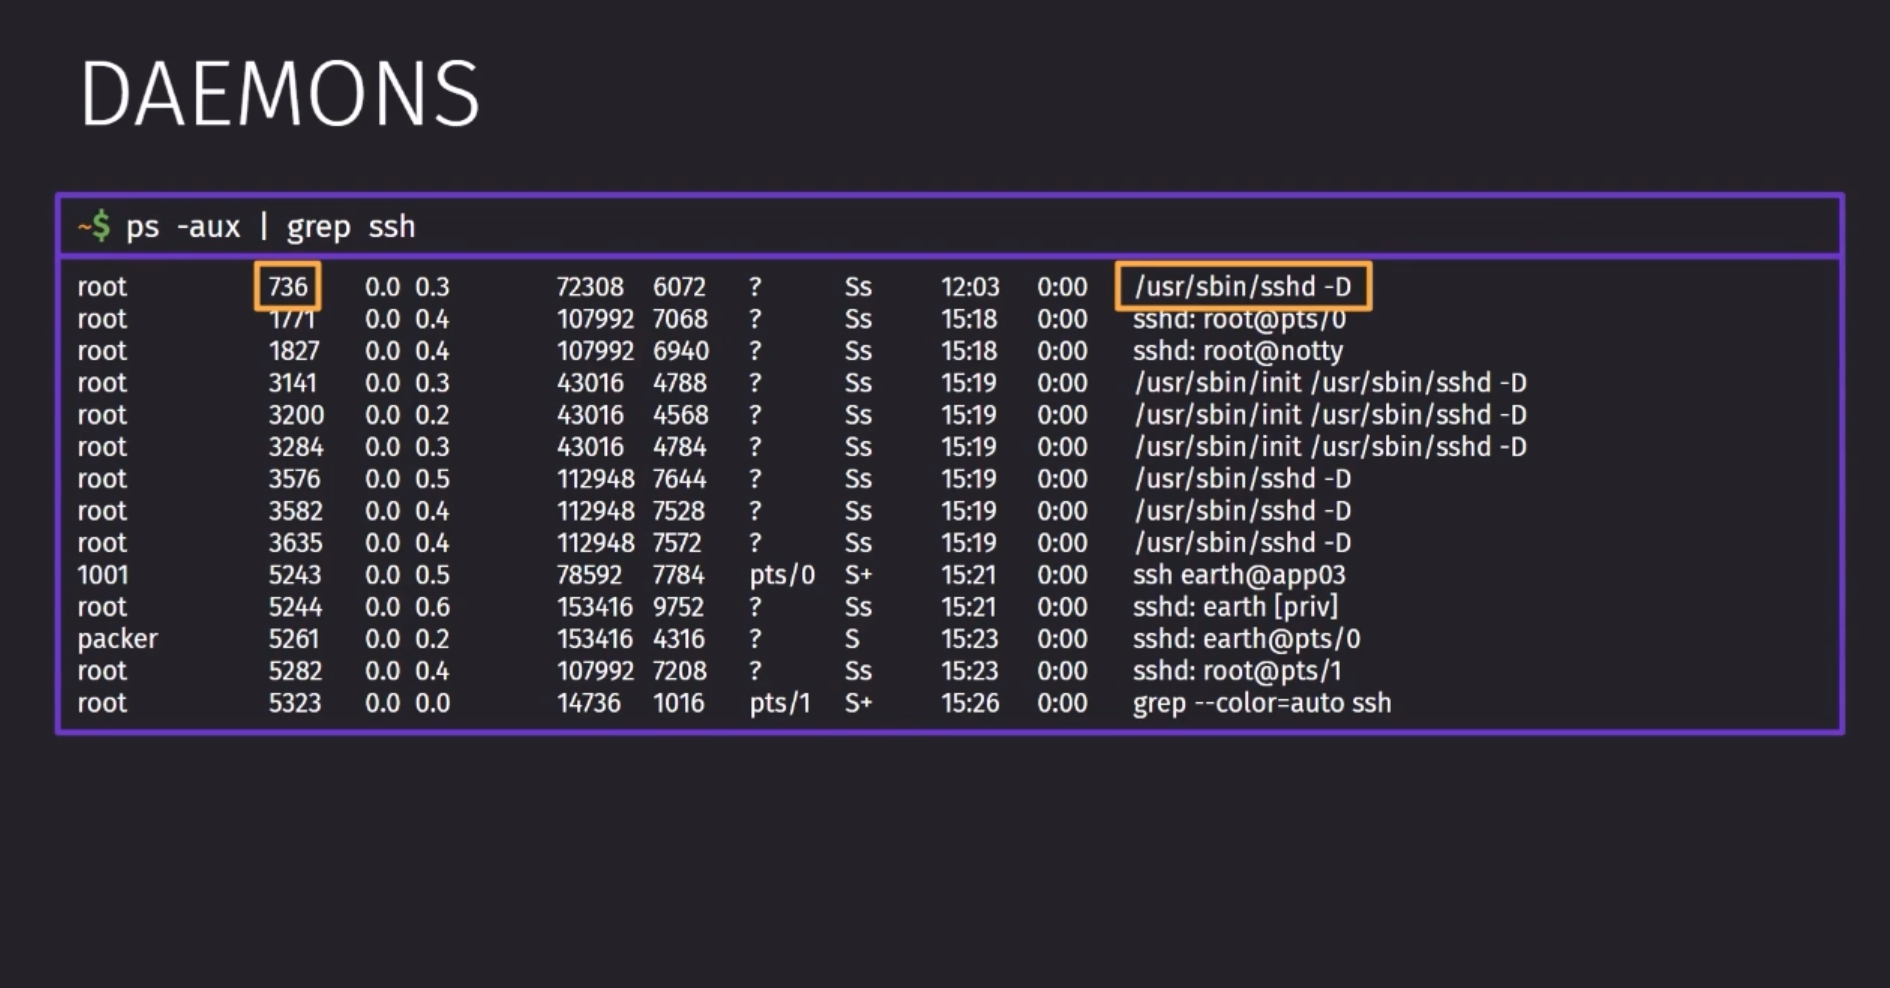 DAEMONS
~$ ps -aux | grep ssh
root 736 0.0 0.3 72308 6072 ? Ss 12:03 0:00 /usr/sbin/sshd -D
root 1771 0.0 0.4 107992 7068 ? Ss 15:18 0:00 sshd: root@pts/0
root 1827 0.0 0.4 107992 6940 ? Ss 15:18 0:00 sshd: root@notty
root 3141 0.0 0.3 43016 4788 ? Ss 15:19 0:00 /usr/sbin/init /usr/sbin/sshd -D
root 3200 0.0 0.2 43016 4568 ? Ss 15:19 0:00 /usr/sbin/init /usr/sbin/sshd -D
root 3284 0.0 0.3 43016 4784 ? Ss 15:19 0:00 /usr/sbin/init /usr/sbin/sshd -D
root 3576 0.0 0.5 112948 7644 ? Ss 15:19 0:00 /usr/sbin/sshd -D
root 3582 0.0 0.4 112948 7528 ? Ss 15:19 0:00 /usr/sbin/sshd -D
root 3635 0.0 0.4 112948 7572 ? Ss 15:19 0:00 /usr/sbin/sshd -D
1001 5243 0.0 0.5 78592 7784 pts/0 S+ 15:21 0:00 ssh earth@app03
root 5244 0.0 0.6 153416 9752 ? Ss 15:21 0:00 sshd: earth [priv]
packer 5261 0.0 0.2 153416 4316 ? S 15:23 0:00 sshd: earth@pts/0
root 5282 0.0 0.4 107992 7208 ? Ss 15:23 0:00 sshd: root@pts/1
root 5323 0.0 0.0 14736 1016 pts/1 S+ 15:26 0:00 grep --color=auto ssh